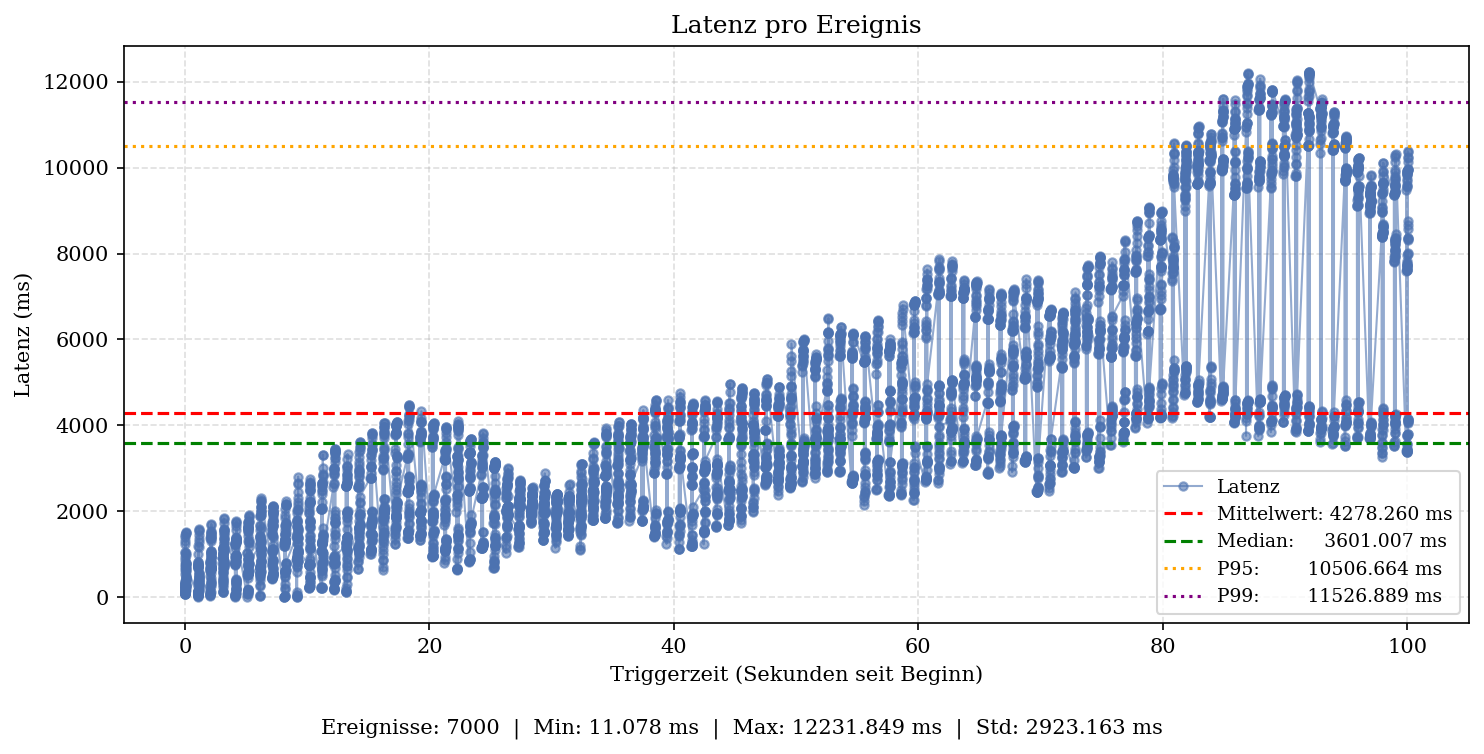 Latenz pro Ereignis
12000
10000
8000
6000
4000
2000
0
Latenz (ms)
0 20 40 60 80 100
Triggerzeit (Sekunden seit Beginn)
Latenz
Mittelwert: 4278.260 ms
Median: 3601.007 ms
P95: 10506.664 ms
P99: 11526.889 ms
Ereignisse: 7000 | Min: 11.078 ms | Max: 12231.849 ms | Std: 2923.163 ms